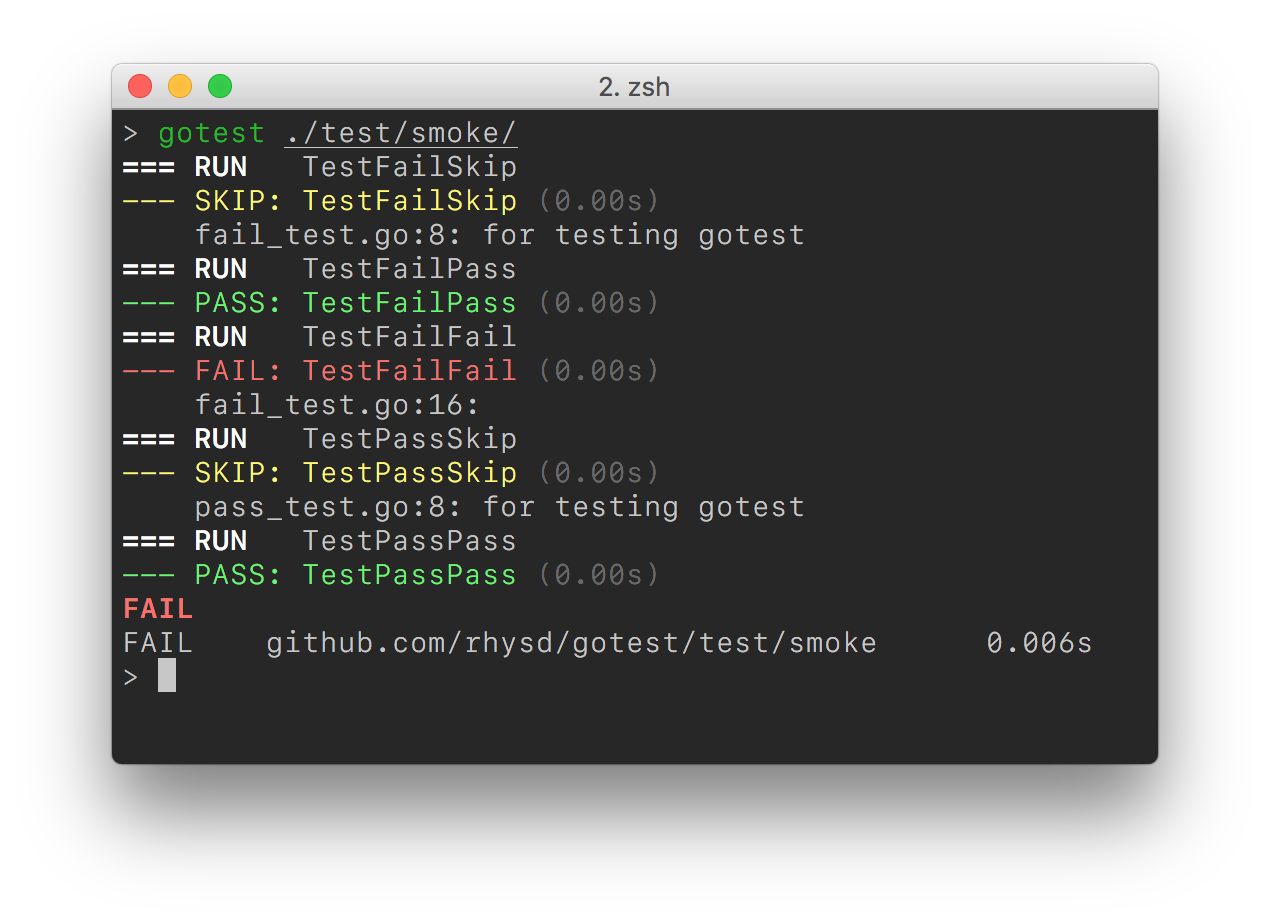 2. zsh
> gotest ./test/smoke/
=== RUN   TestFailSkip
--- SKIP: TestFailSkip (0.00s)
    fail_test.go:8: for testing gotest
=== RUN   TestFailPass
--- PASS: TestFailPass (0.00s)
=== RUN   TestFailFail
--- FAIL: TestFailFail (0.00s)
    fail_test.go:16:
=== RUN   TestPassSkip
--- SKIP: TestPassSkip (0.00s)
    pass_test.go:8: for testing gotest
=== RUN   TestPassPass
--- PASS: TestPassPass (0.00s)
FAIL
FAIL    github.com/rhysd/gotest/test/smoke      0.006s
>